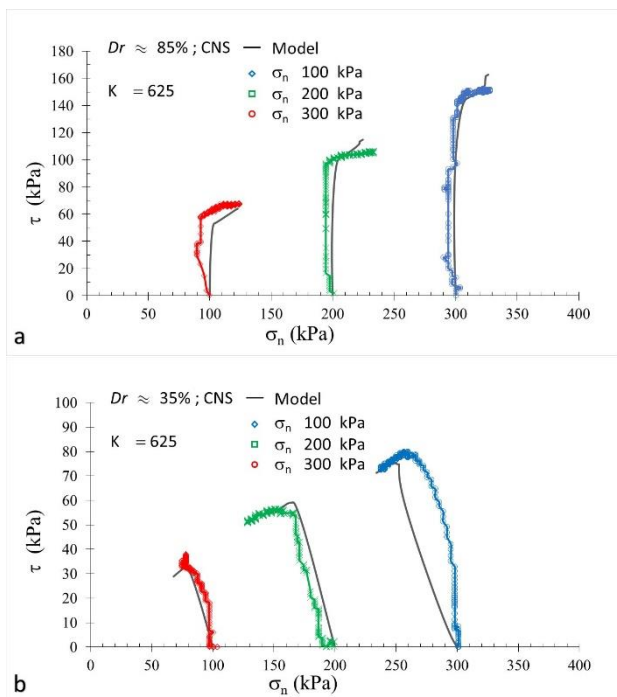 Dr ≈ 85% ; CNS — Model
K = 625
σn 100 kPa
σn 200 kPa
σn 300 kPa
τ (kPa)
180
160
140
120
100
80
60
40
20
0
0 50 100 150 200 250 300 350 400
σn (kPa)
a
Dr ≈ 35% ; CNS — Model
K = 625
σn 100 kPa
σn 200 kPa
σn 300 kPa
τ (kPa)
100
90
80
70
60
50
40
30
20
10
0
0 50 100 150 200 250 300 350 400
σn (kPa)
b